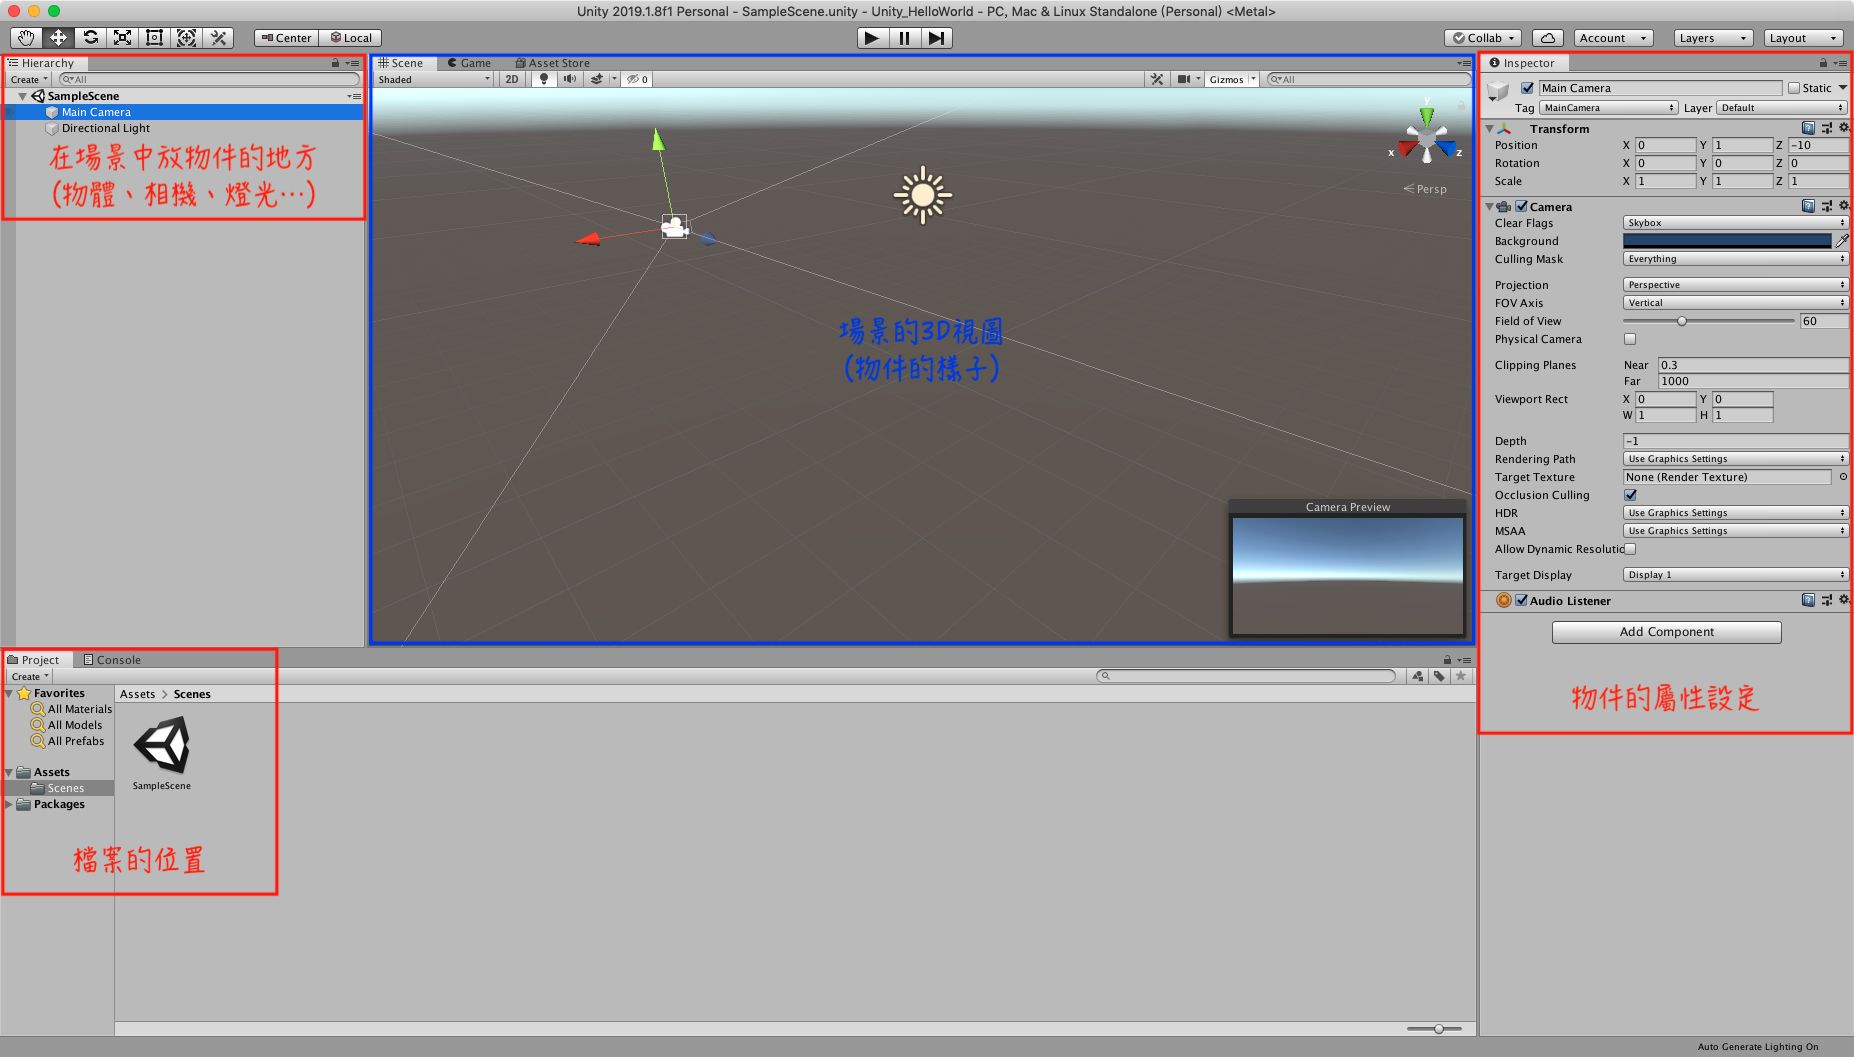 Unity 2019.1.8f1 Personal - SampleScene.unity - Unity_HelloWorld - PC, Mac & Linux Standalone (Personal) <Metal>
Center Local
Collab Account Layers Layout
Hierarchy
Create All
SampleScene
Main Camera
Directional Light
在場景中放物件的地方
(物體、相機、燈光…)
Scene Game Asset Store
Shaded 2D 0 Gizmos All
y
x z
Persp
場景的3D視圖
(物件的樣子)
Camera Preview
Inspector
Main Camera Static
Tag MainCamera Layer Default
Transform
Position X 0 Y 1 Z -10
Rotation X 0 Y 0 Z 0
Scale X 1 Y 1 Z 1
Camera
Clear Flags Skybox
Background
Culling Mask Everything
Projection Perspective
FOV Axis Vertical
Field of View 60
Physical Camera
Clipping Planes Near 0.3
Far 1000
Viewport Rect X 0 Y 0
W 1 H 1
Depth -1
Rendering Path Use Graphics Settings
Target Texture None (Render Texture)
Occlusion Culling
HDR Use Graphics Settings
MSAA Use Graphics Settings
Allow Dynamic Resolutic
Target Display Display 1
Audio Listener
Add Component
物件的屬性設定
Project Console
Create
Favorites
All Materials
All Models
All Prefabs
Assets
Scenes
Packages
Assets > Scenes
SampleScene
檔案的位置
Auto Generate Lighting On